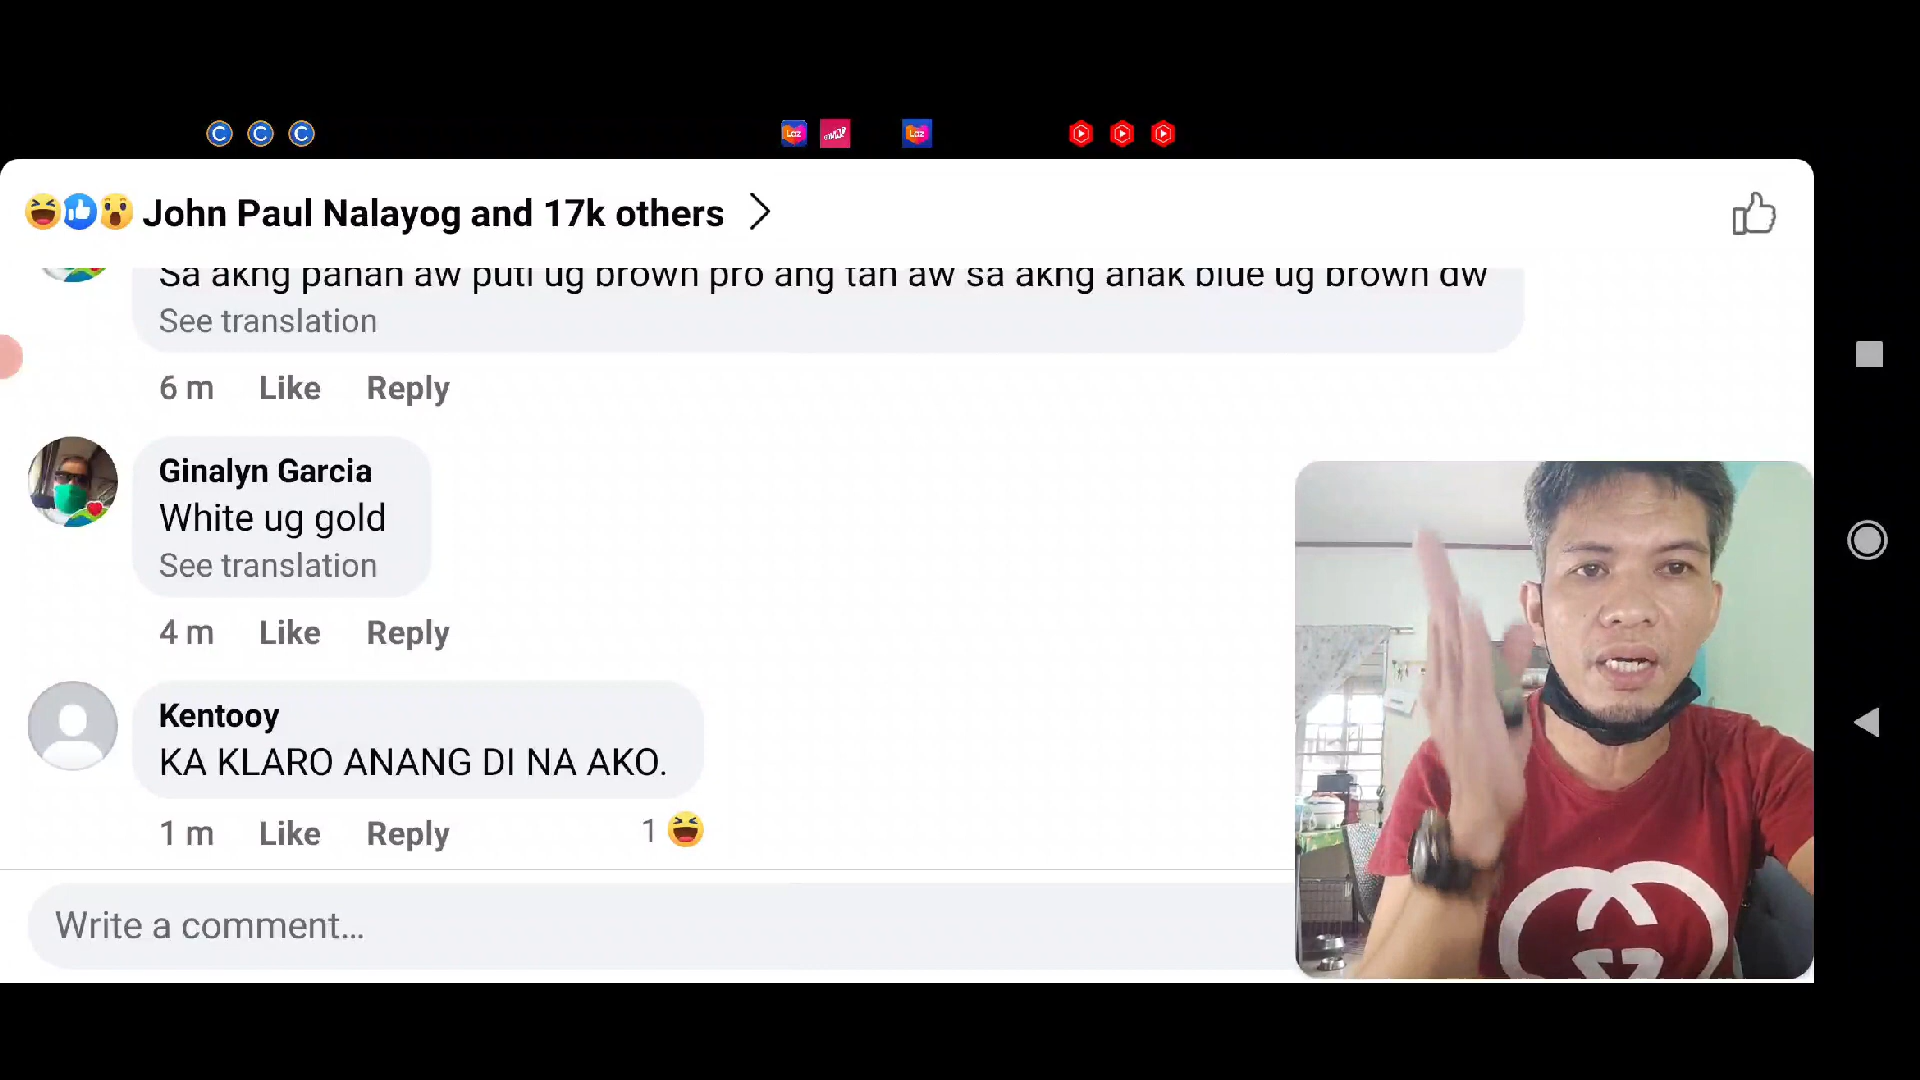 John Paul Nalayog and 17k others
Sa akng panan aw puti ug brown pro ang tan aw sa akng anak blue ug brown dw
See translation
6 m Like Reply
Ginalyn Garcia
White ug gold
See translation
4 m Like Reply
Kentooy
KA KLARO ANANG DI NA AKO.
1 m Like Reply 1
Write a comment...